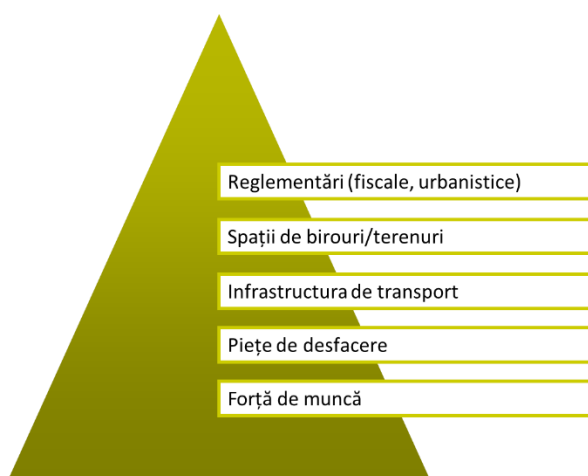 Reglementări (fiscale, urbanistice)
Spații de birouri/terenuri
Infrastructura de transport
Piețe de desfacere
Forță de muncă